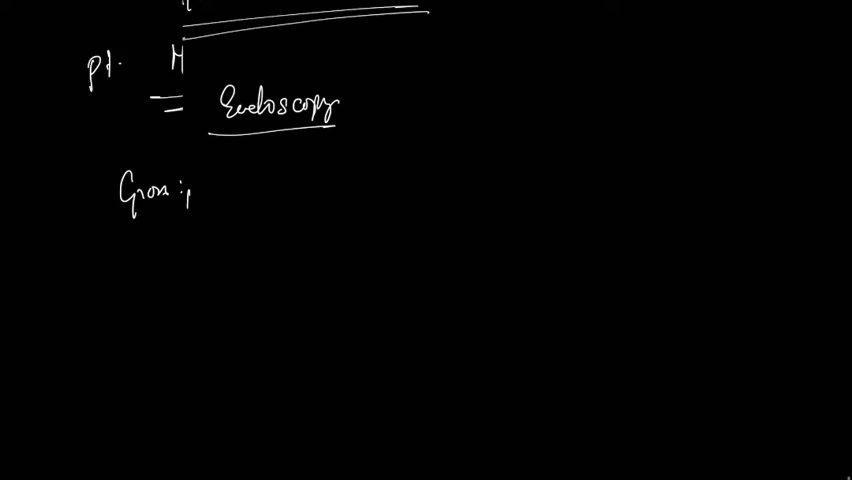 pt. H
= Endoscopy
Gross :